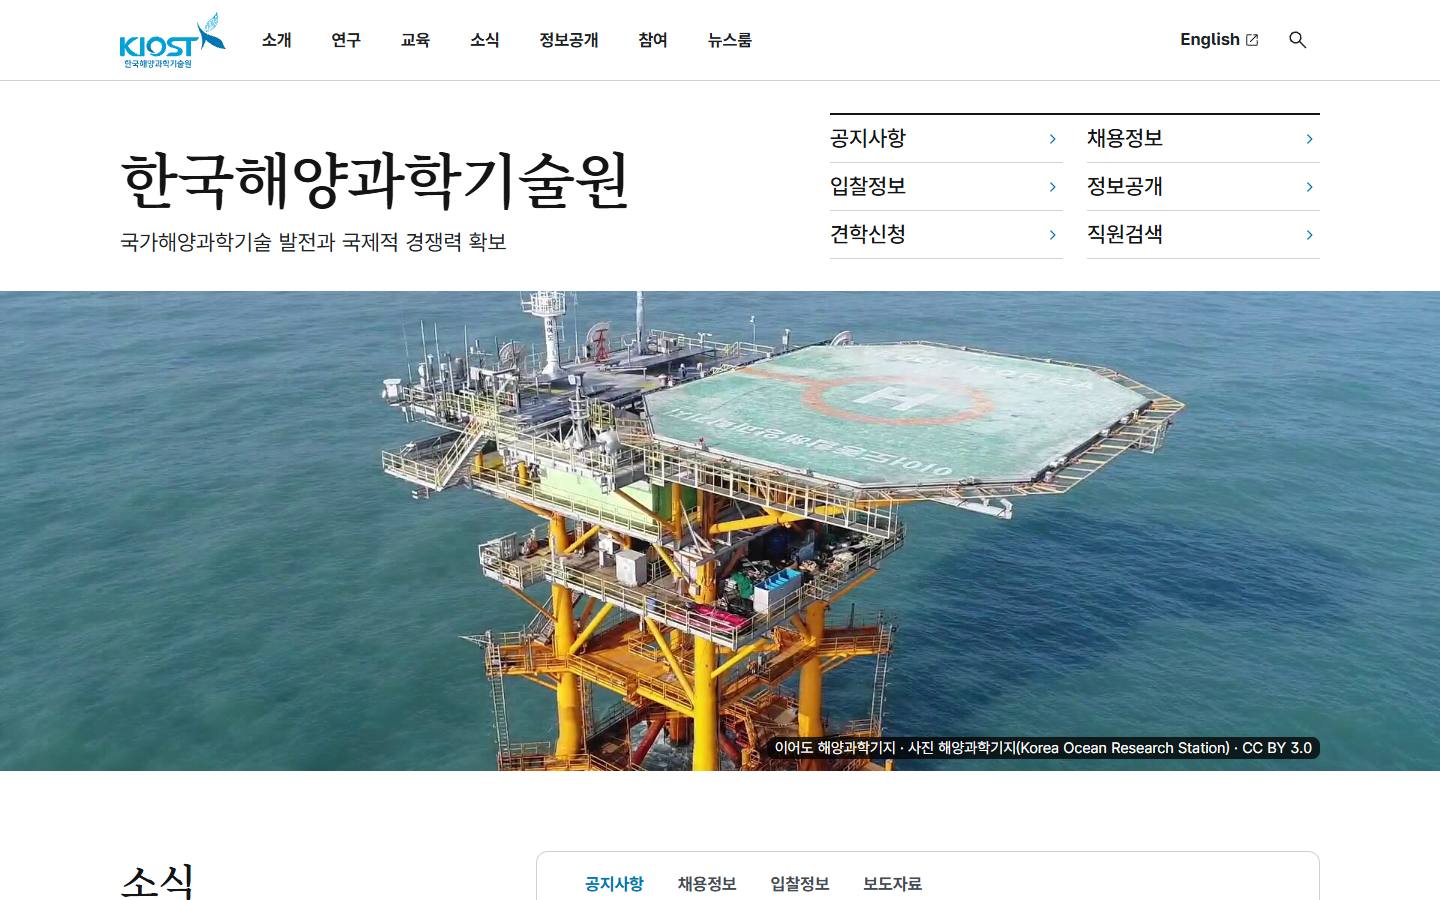 KIOST
한국해양과학기술원
소개 연구 교육 소식 정보공개 참여 뉴스룸
English
한국해양과학기술원
국가해양과학기술 발전과 국제적 경쟁력 확보
공지사항 채용정보
입찰정보 정보공개
견학신청 직원검색
H
이어도 해양과학기지 · 사진 해양과학기지(Korea Ocean Research Station) · CC BY 3.0
소식
공지사항 채용정보 입찰정보 보도자료